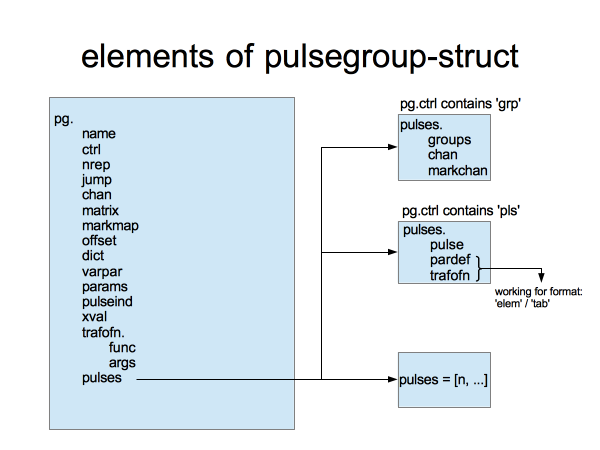 elements of pulsegroup-struct
pg.
name
ctrl
nrep
jump
chan
matrix
markmap
offset
dict
varpar
params
pulseind
xval
trafofn.
func
args
pulses
pg.ctrl contains 'grp'
pulses.
groups
chan
markchan
pg.ctrl contains 'pls'
pulses.
pulse
pardef
trafofn
working for format:
'elem' / 'tab'
pulses = [n, ...]